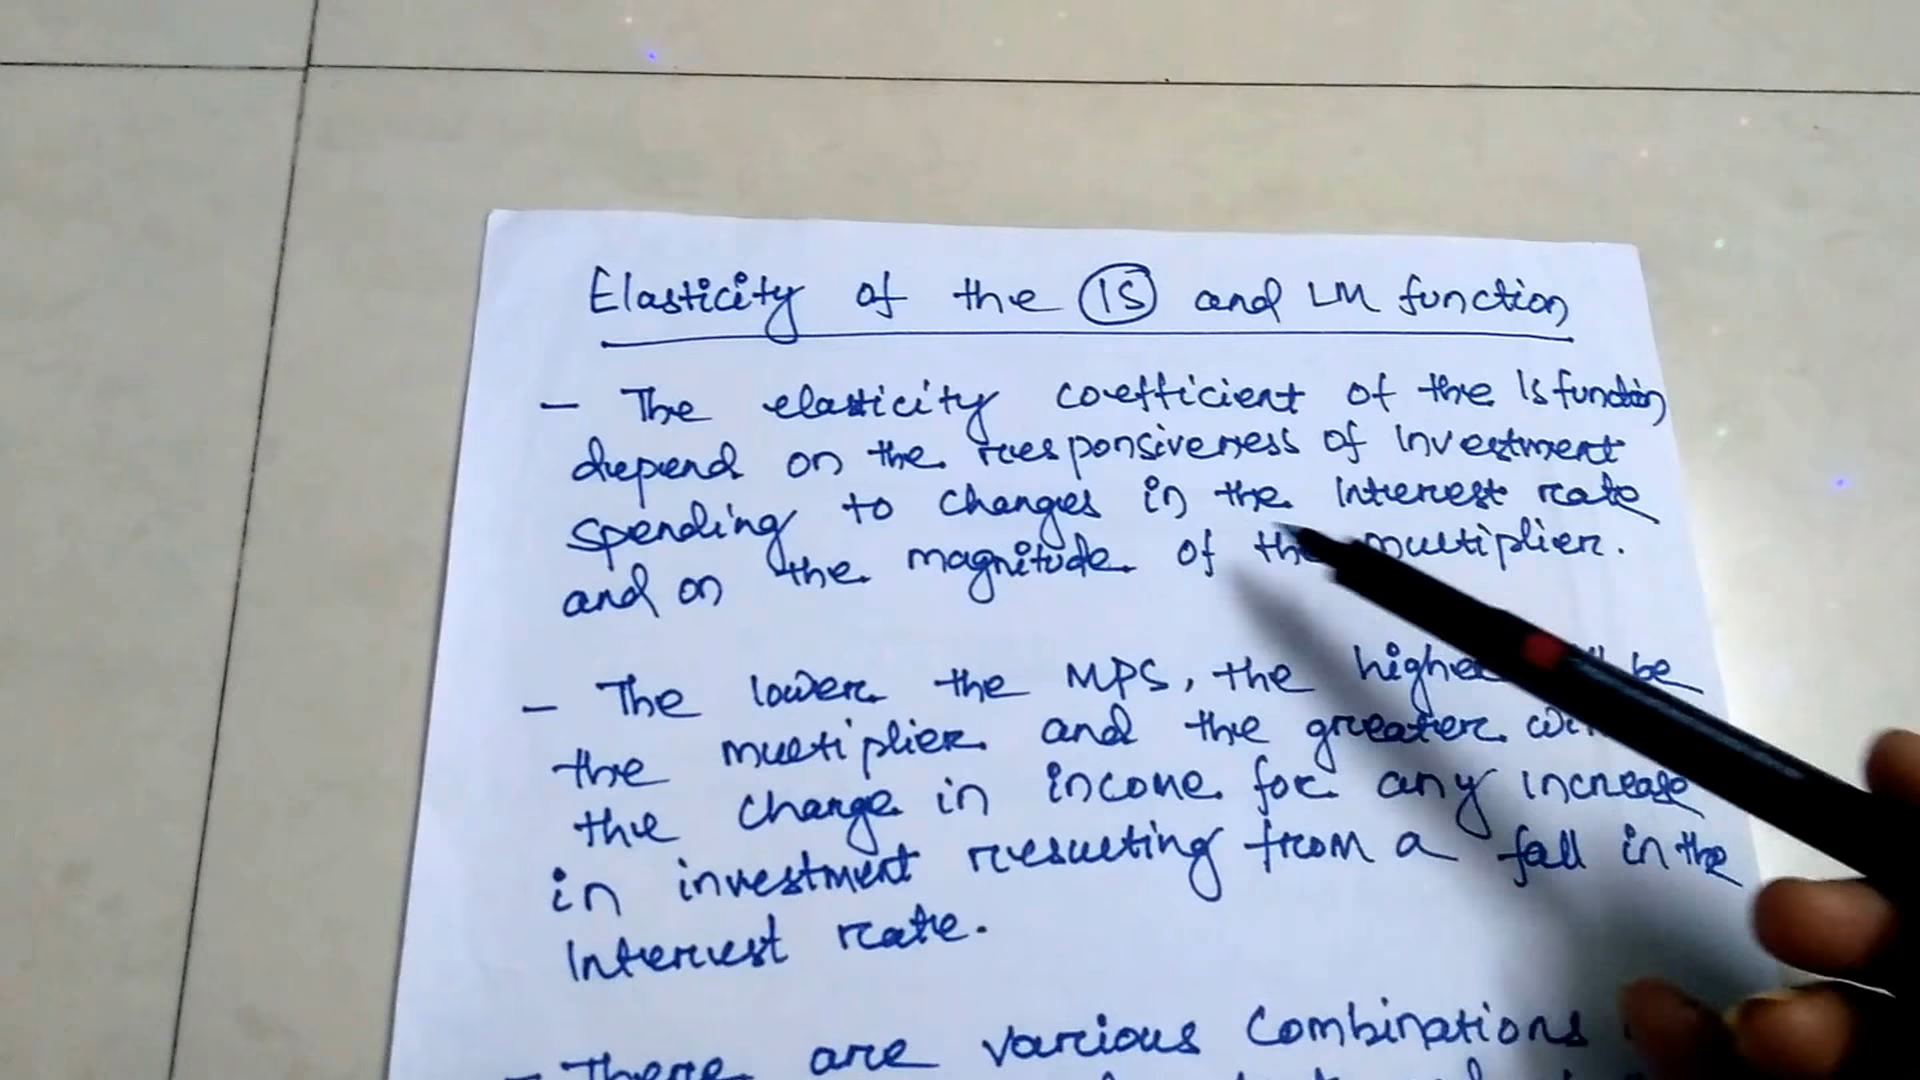 Elasticity of the IS and LM function
- The elasticity coefficient of the Is function
depend on the responsiveness of Investment
spending to changes in the Interest rate
and on the magnitude of the multiplier.
- The lower the MPS, the be
the multiplier and the greater
the change in income for any increase
in investment resulting from a fall in the
Interest rate.
- There are various Combinations